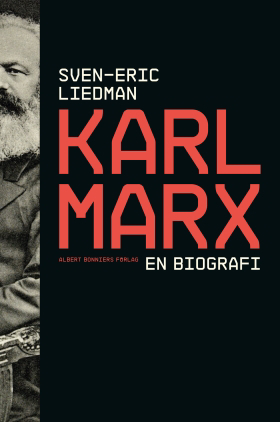 SVEN-ERIC
LIEDMAN
KARL
MARX
ALBERT BONNIERS FÖRLAG
EN BIOGRAFI